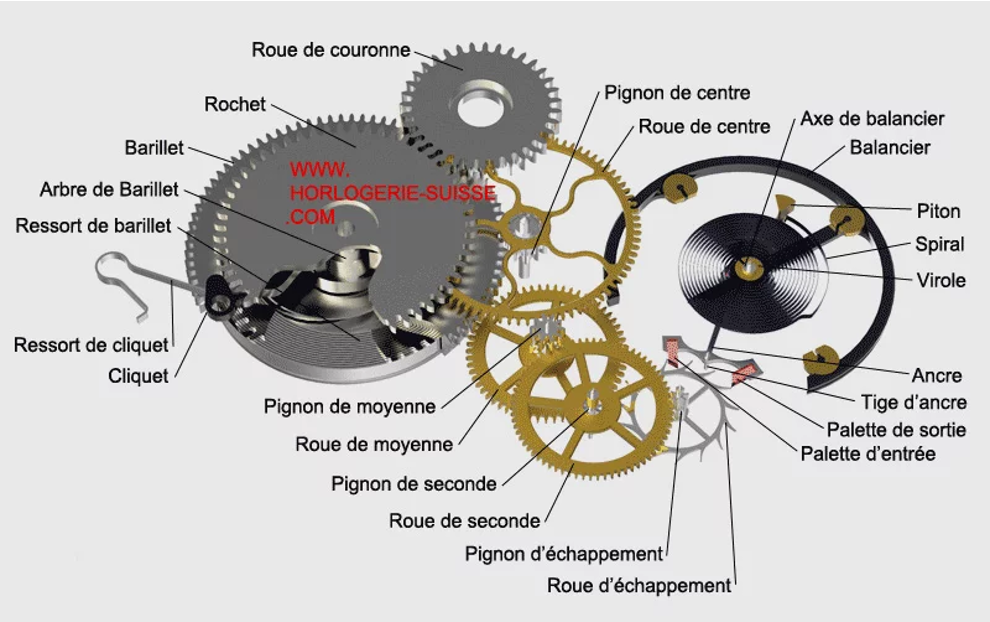 Roue de couronne
Pignon de centre
Rochet
Roue de centre
Axe de balancier
Barillet
Balancier
WWW.
HORLOGERIE-SUISSE
.COM
Arbre de Barillet
Ressort de barillet
Piton
Spiral
Virole
Ressort de cliquet
Cliquet
Ancre
Pignon de moyenne
Tige d'ancre
Palette de sortie
Roue de moyenne
Palette d'entrée
Pignon de seconde
Roue de seconde
Pignon d'échappement
Roue d'échappement